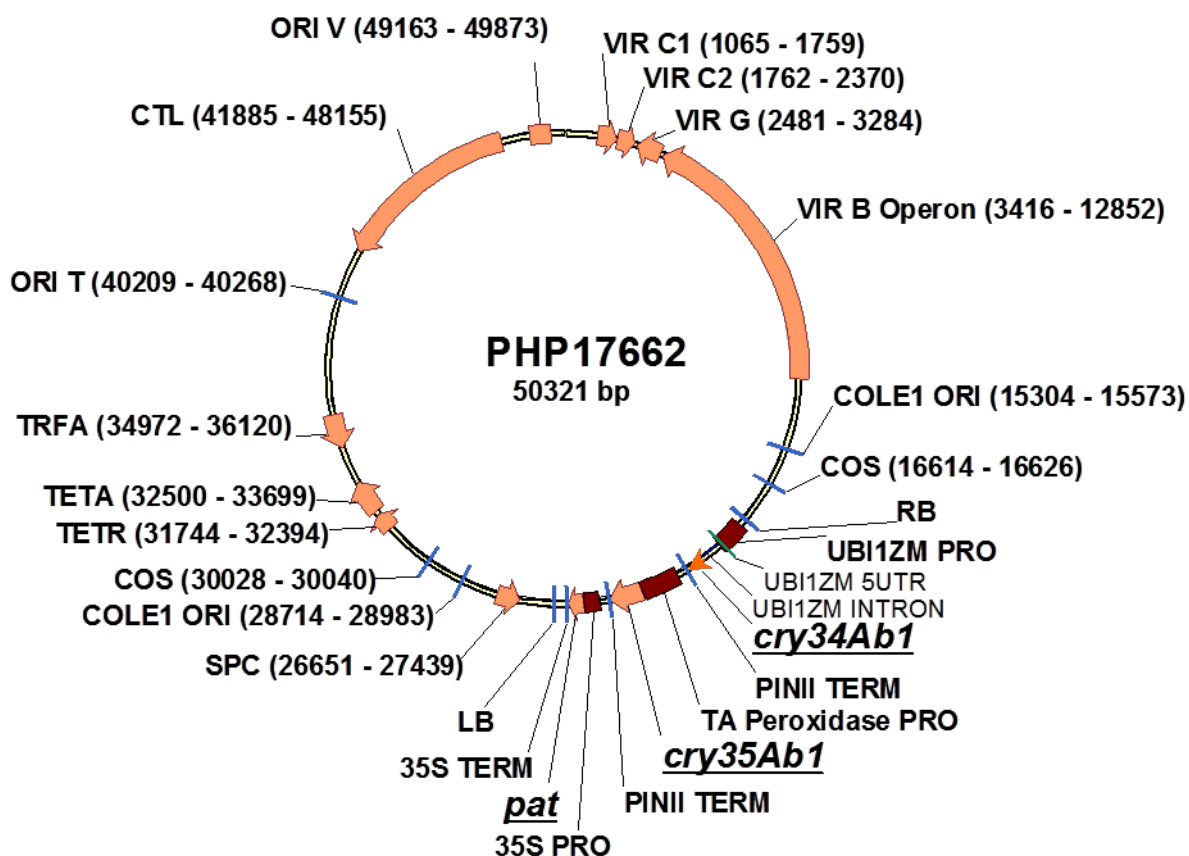 ORI V (49163 - 49873)
VIR C1 (1065 - 1759)
VIR C2 (1762 - 2370)
CTL (41885 - 48155)
VIR G (2481 - 3284)
VIR B Operon (3416 - 12852)
ORI T (40209 - 40268)
PHP17662
50321 bp
COLE1 ORI (15304 - 15573)
TRFA (34972 - 36120)
COS (16614 - 16626)
TETA (32500 - 33699)
RB
TETR (31744 - 32394)
UBI1ZM PRO
COS (30028 - 30040)
UBI1ZM 5UTR
COLE1 ORI (28714 - 28983)
UBI1ZM INTRON
cry34Ab1
SPC (26651 - 27439)
PINII TERM
LB
TA Peroxidase PRO
35S TERM
cry35Ab1
pat
PINII TERM
35S PRO